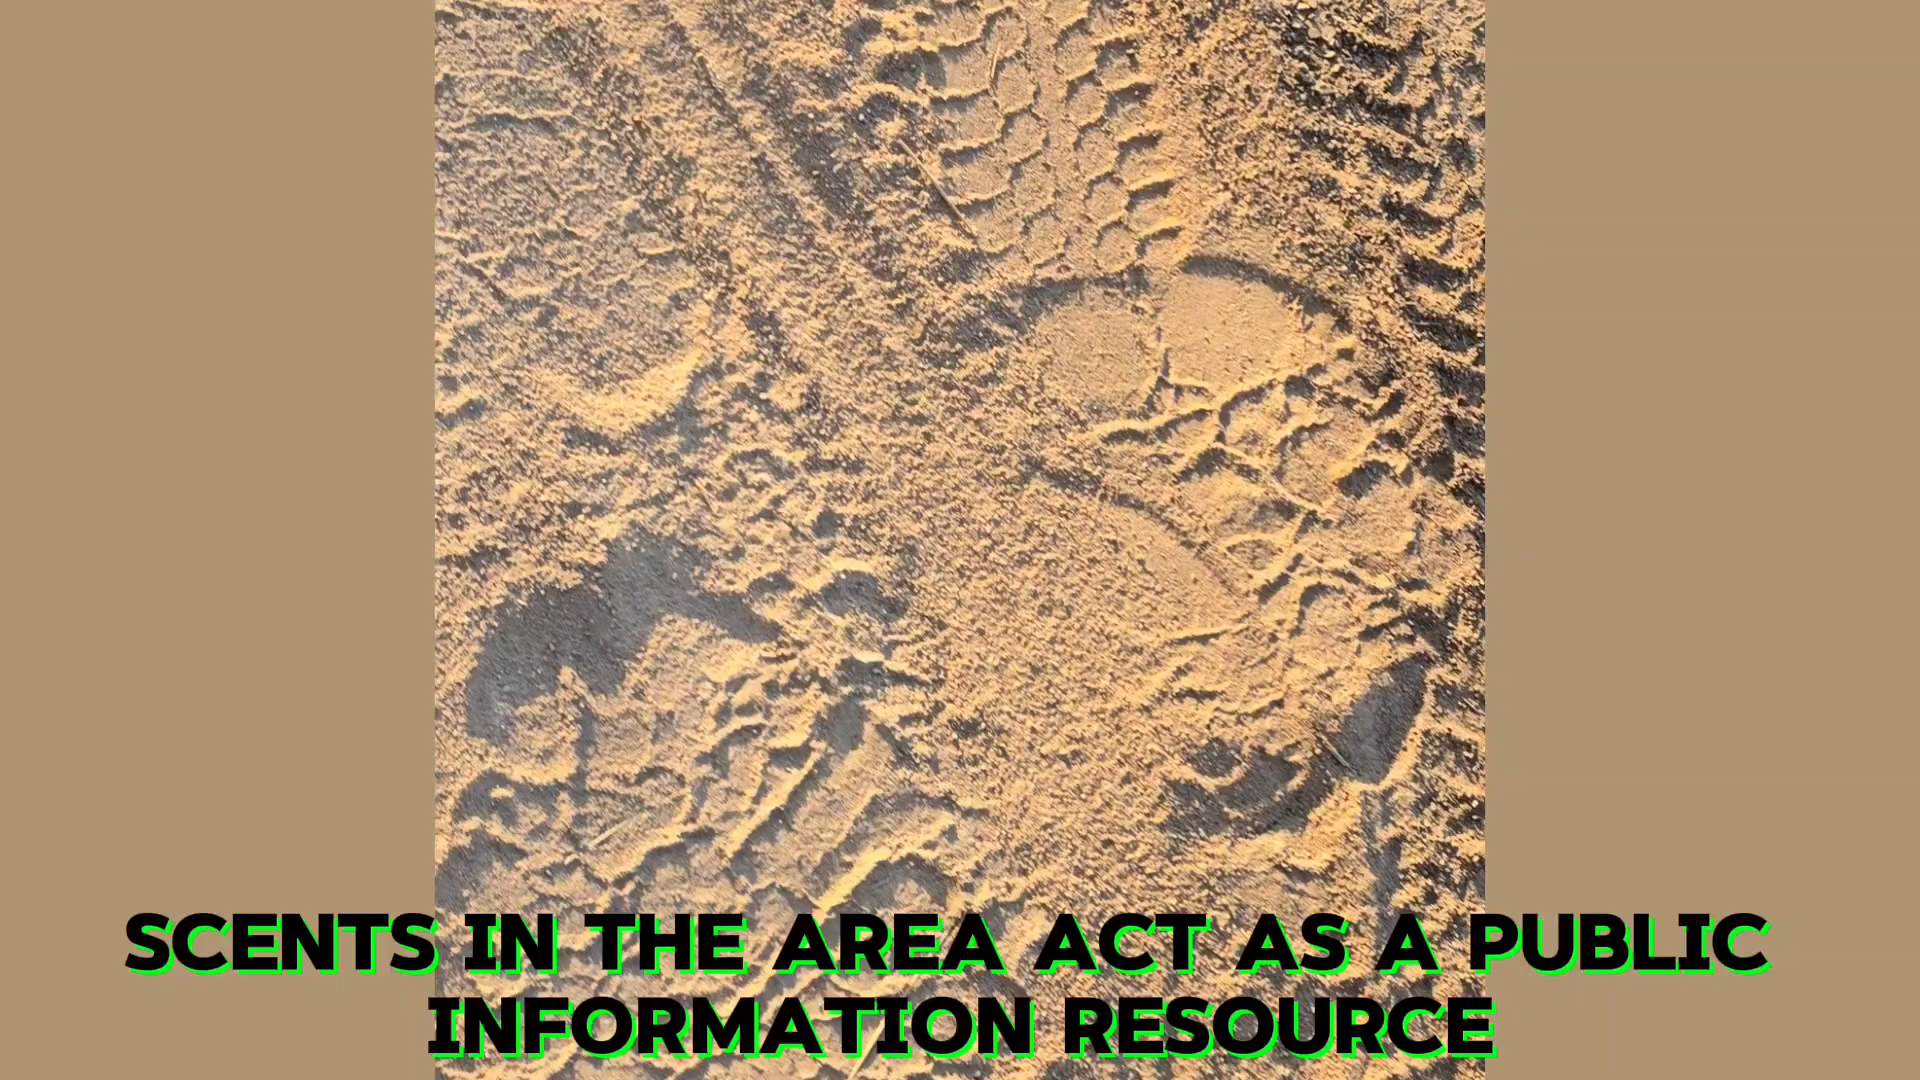 SCENTS IN THE AREA ACT AS A PUBLIC
INFORMATION RESOURCE